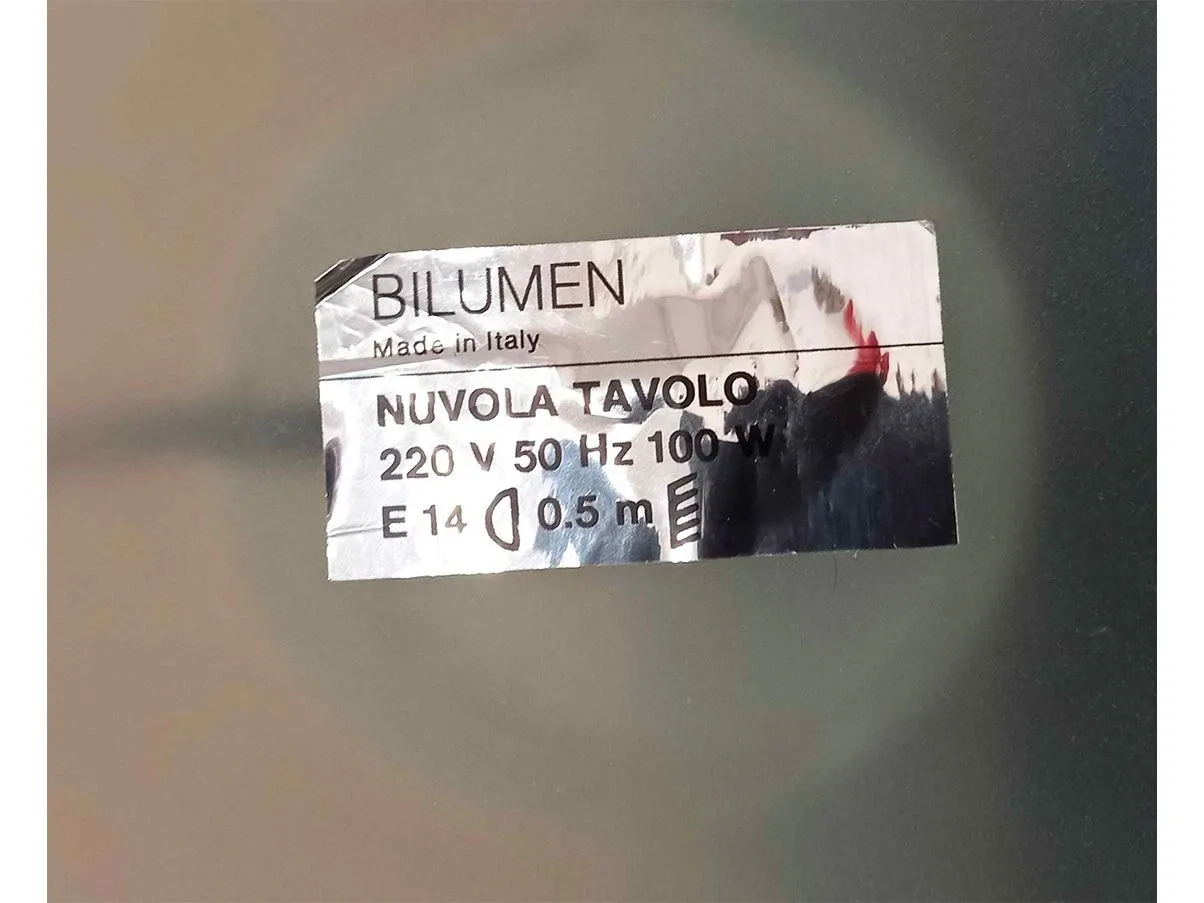 BILUMEN
Made in Italy
NUVOLA TAVOLO
220 V 50 Hz 100 W
E 14 0.5 m